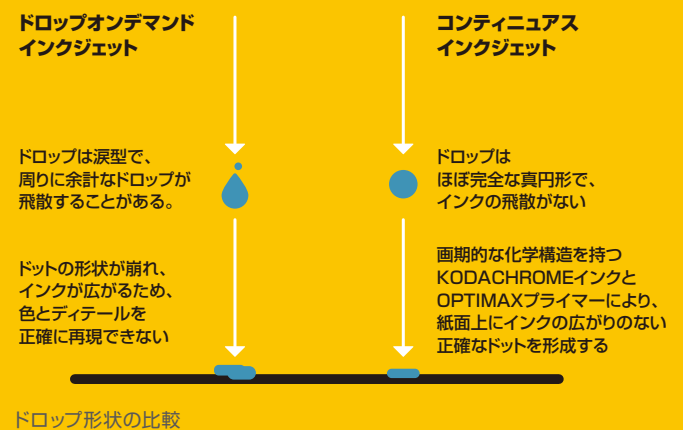 ドロップオンデマンド
インクジェット
ドロップは涙型で、
周りに余計なドロップが
飛散することがある。
ドットの形状が崩れ、
インクが広がるため、
色とディテールを
正確に再現できない
コンティニュアス
インクジェット
ドロップは
ほぼ完全な真円形で、
インクの飛散がない
画期的な化学構造を持つ
KODACHROMEインクと
OPTIMAXプライマーにより、
紙面上にインクの広がりのない
正確なドットを形成する
ドロップ形状の比較